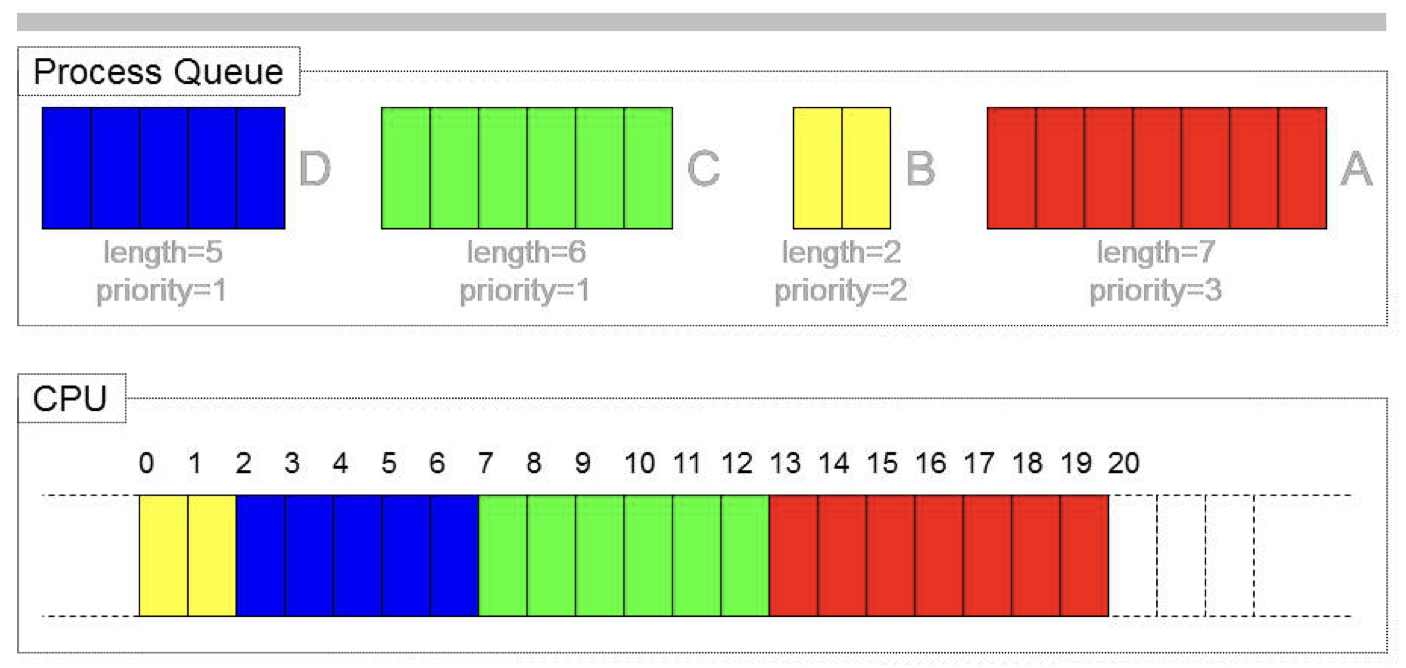 Process Queue
D
C
B
A
length=5
length=6
length=2
length=7
priority=1
priority=1
priority=2
priority=3
CPU
0 1 2 3 4 5 6 7 8 9 10 11 12 13 14 15 16 17 18 19 20